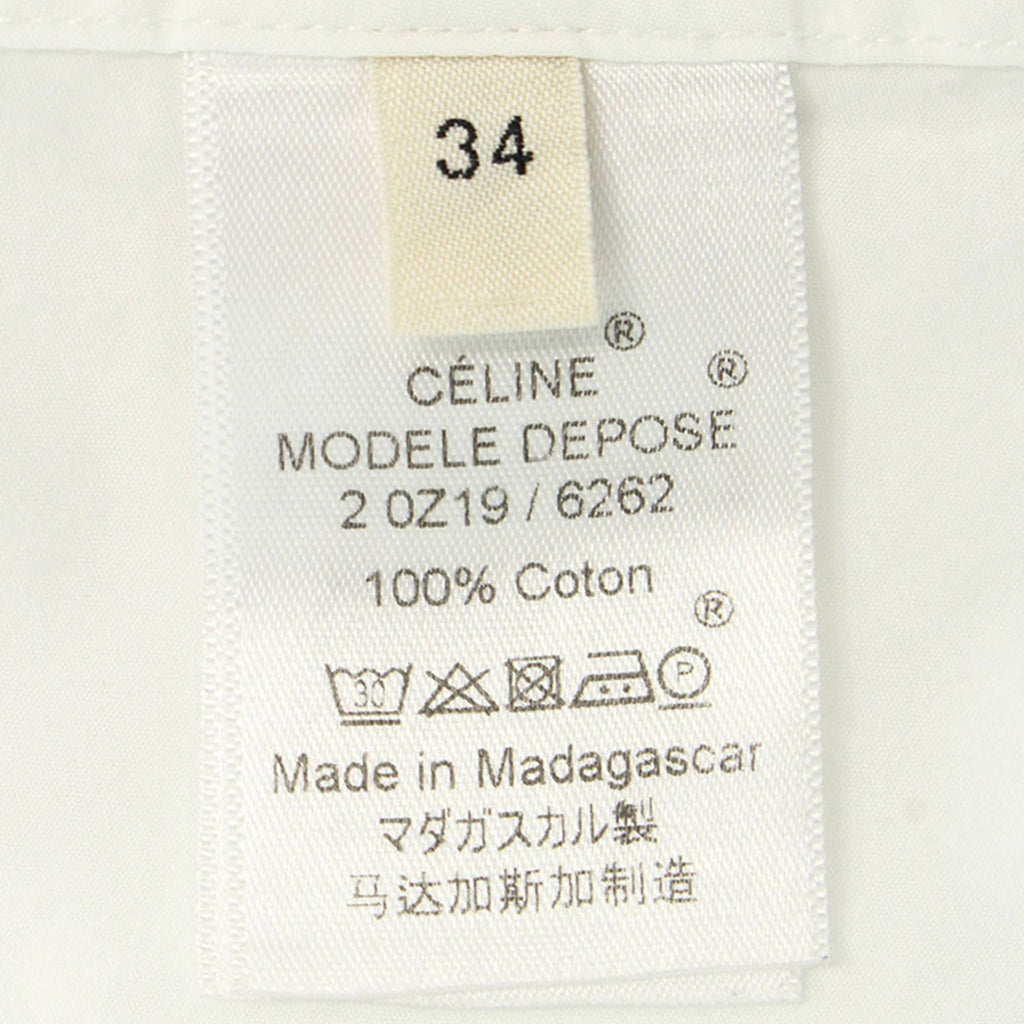 34
CÉLINE ®
MODELE DEPOSE ®
2 0Z19 / 6262
100% Coton
®
30 P
Made in Madagascar
マダガスカル製
马达加斯加制造